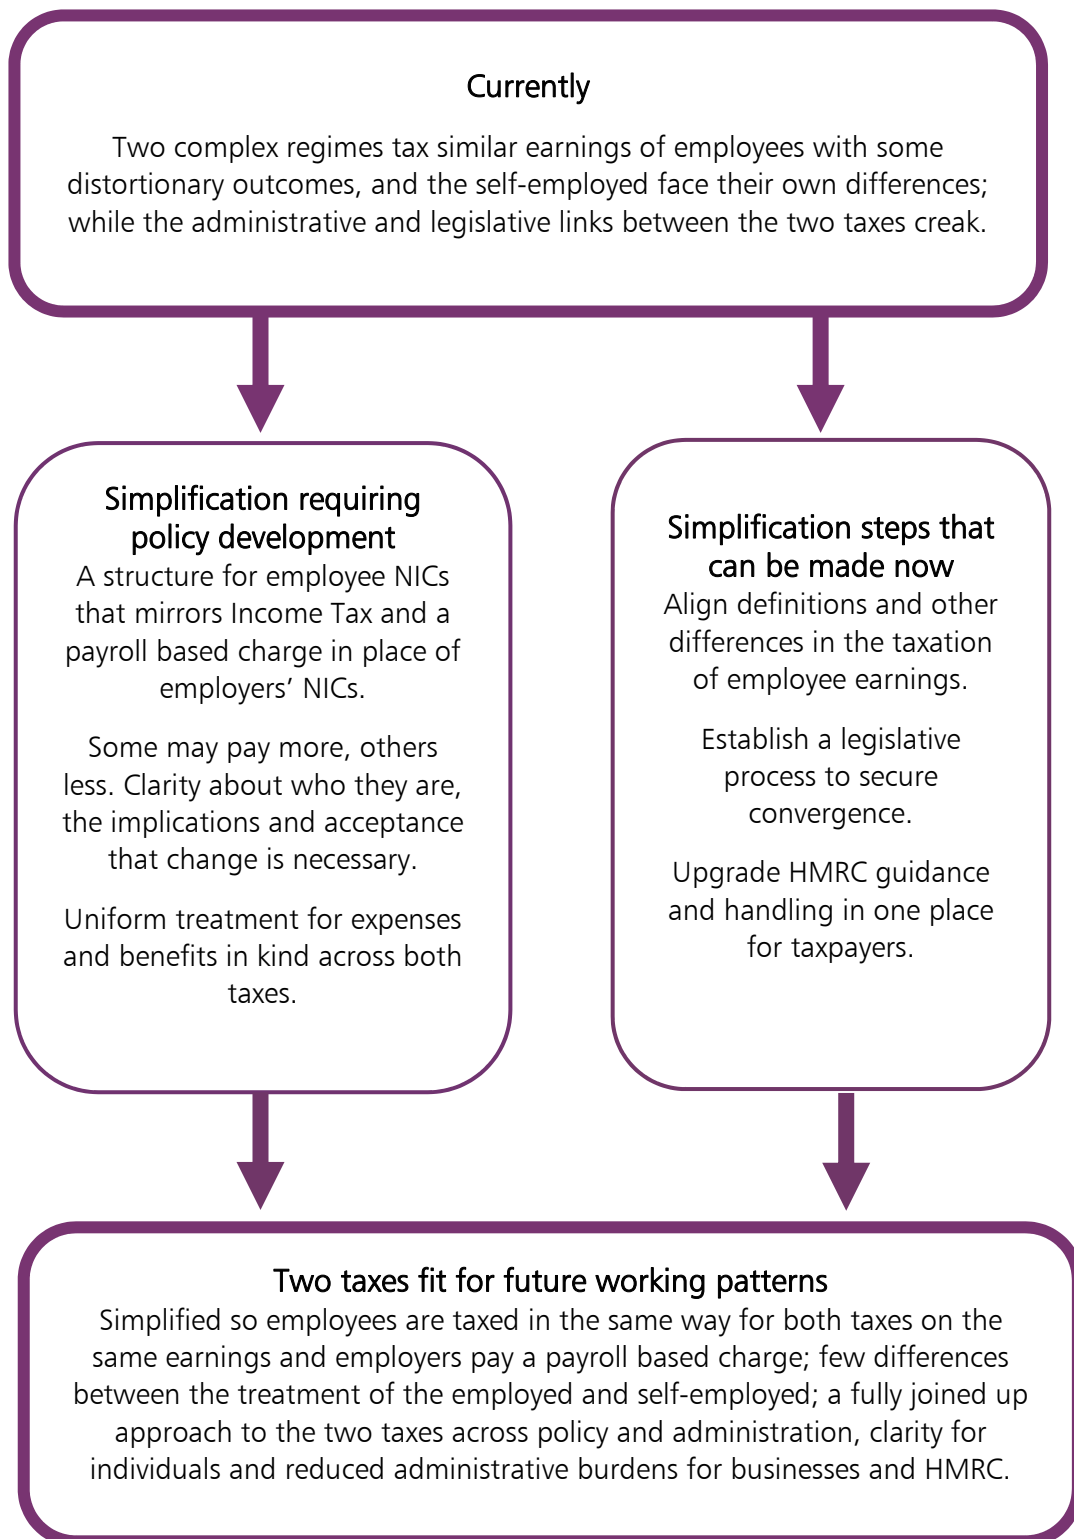 Currently
Two complex regimes tax similar earnings of employees with some
distortionary outcomes, and the self-employed face their own differences;
while the administrative and legislative links between the two taxes creak.
Simplification requiring
policy development
A structure for employee NICs
that mirrors Income Tax and a
payroll based charge in place of
employers’ NICs.
Some may pay more, others
less. Clarity about who they are,
the implications and acceptance
that change is necessary.
Uniform treatment for expenses
and benefits in kind across both
taxes.
Simplification steps that
can be made now
Align definitions and other
differences in the taxation
of employee earnings.
Establish a legislative
process to secure
convergence.
Upgrade HMRC guidance
and handling in one place
for taxpayers.
Two taxes fit for future working patterns
Simplified so employees are taxed in the same way for both taxes on the
same earnings and employers pay a payroll based charge; few differences
between the treatment of the employed and self-employed; a fully joined up
approach to the two taxes across policy and administration, clarity for
individuals and reduced administrative burdens for businesses and HMRC.